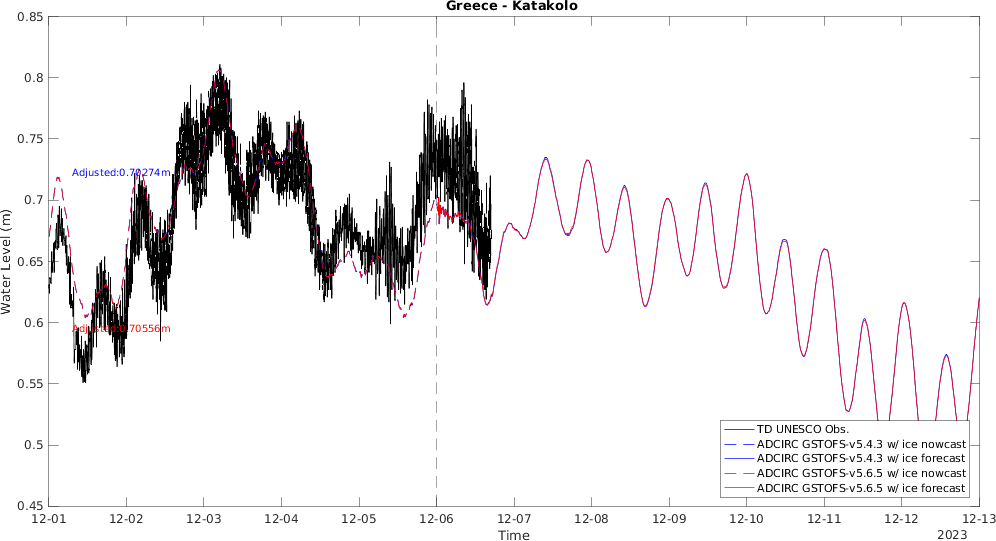 Greece - Katakolo
0.85
0.8
0.75
0.7
0.65
0.6
0.55
0.5
0.45
Water Level (m)
Adjusted:0.70274m
Adjusted:0.70556m
TD UNESCO Obs.
ADCIRC GSTOFS-v5.4.3 w/ ice nowcast
ADCIRC GSTOFS-v5.4.3 w/ ice forecast
ADCIRC GSTOFS-v5.6.5 w/ ice nowcast
ADCIRC GSTOFS-v5.6.5 w/ ice forecast
12-01 12-02 12-03 12-04 12-05 12-06 12-07 12-08 12-09 12-10 12-11 12-12 12-13
Time
2023